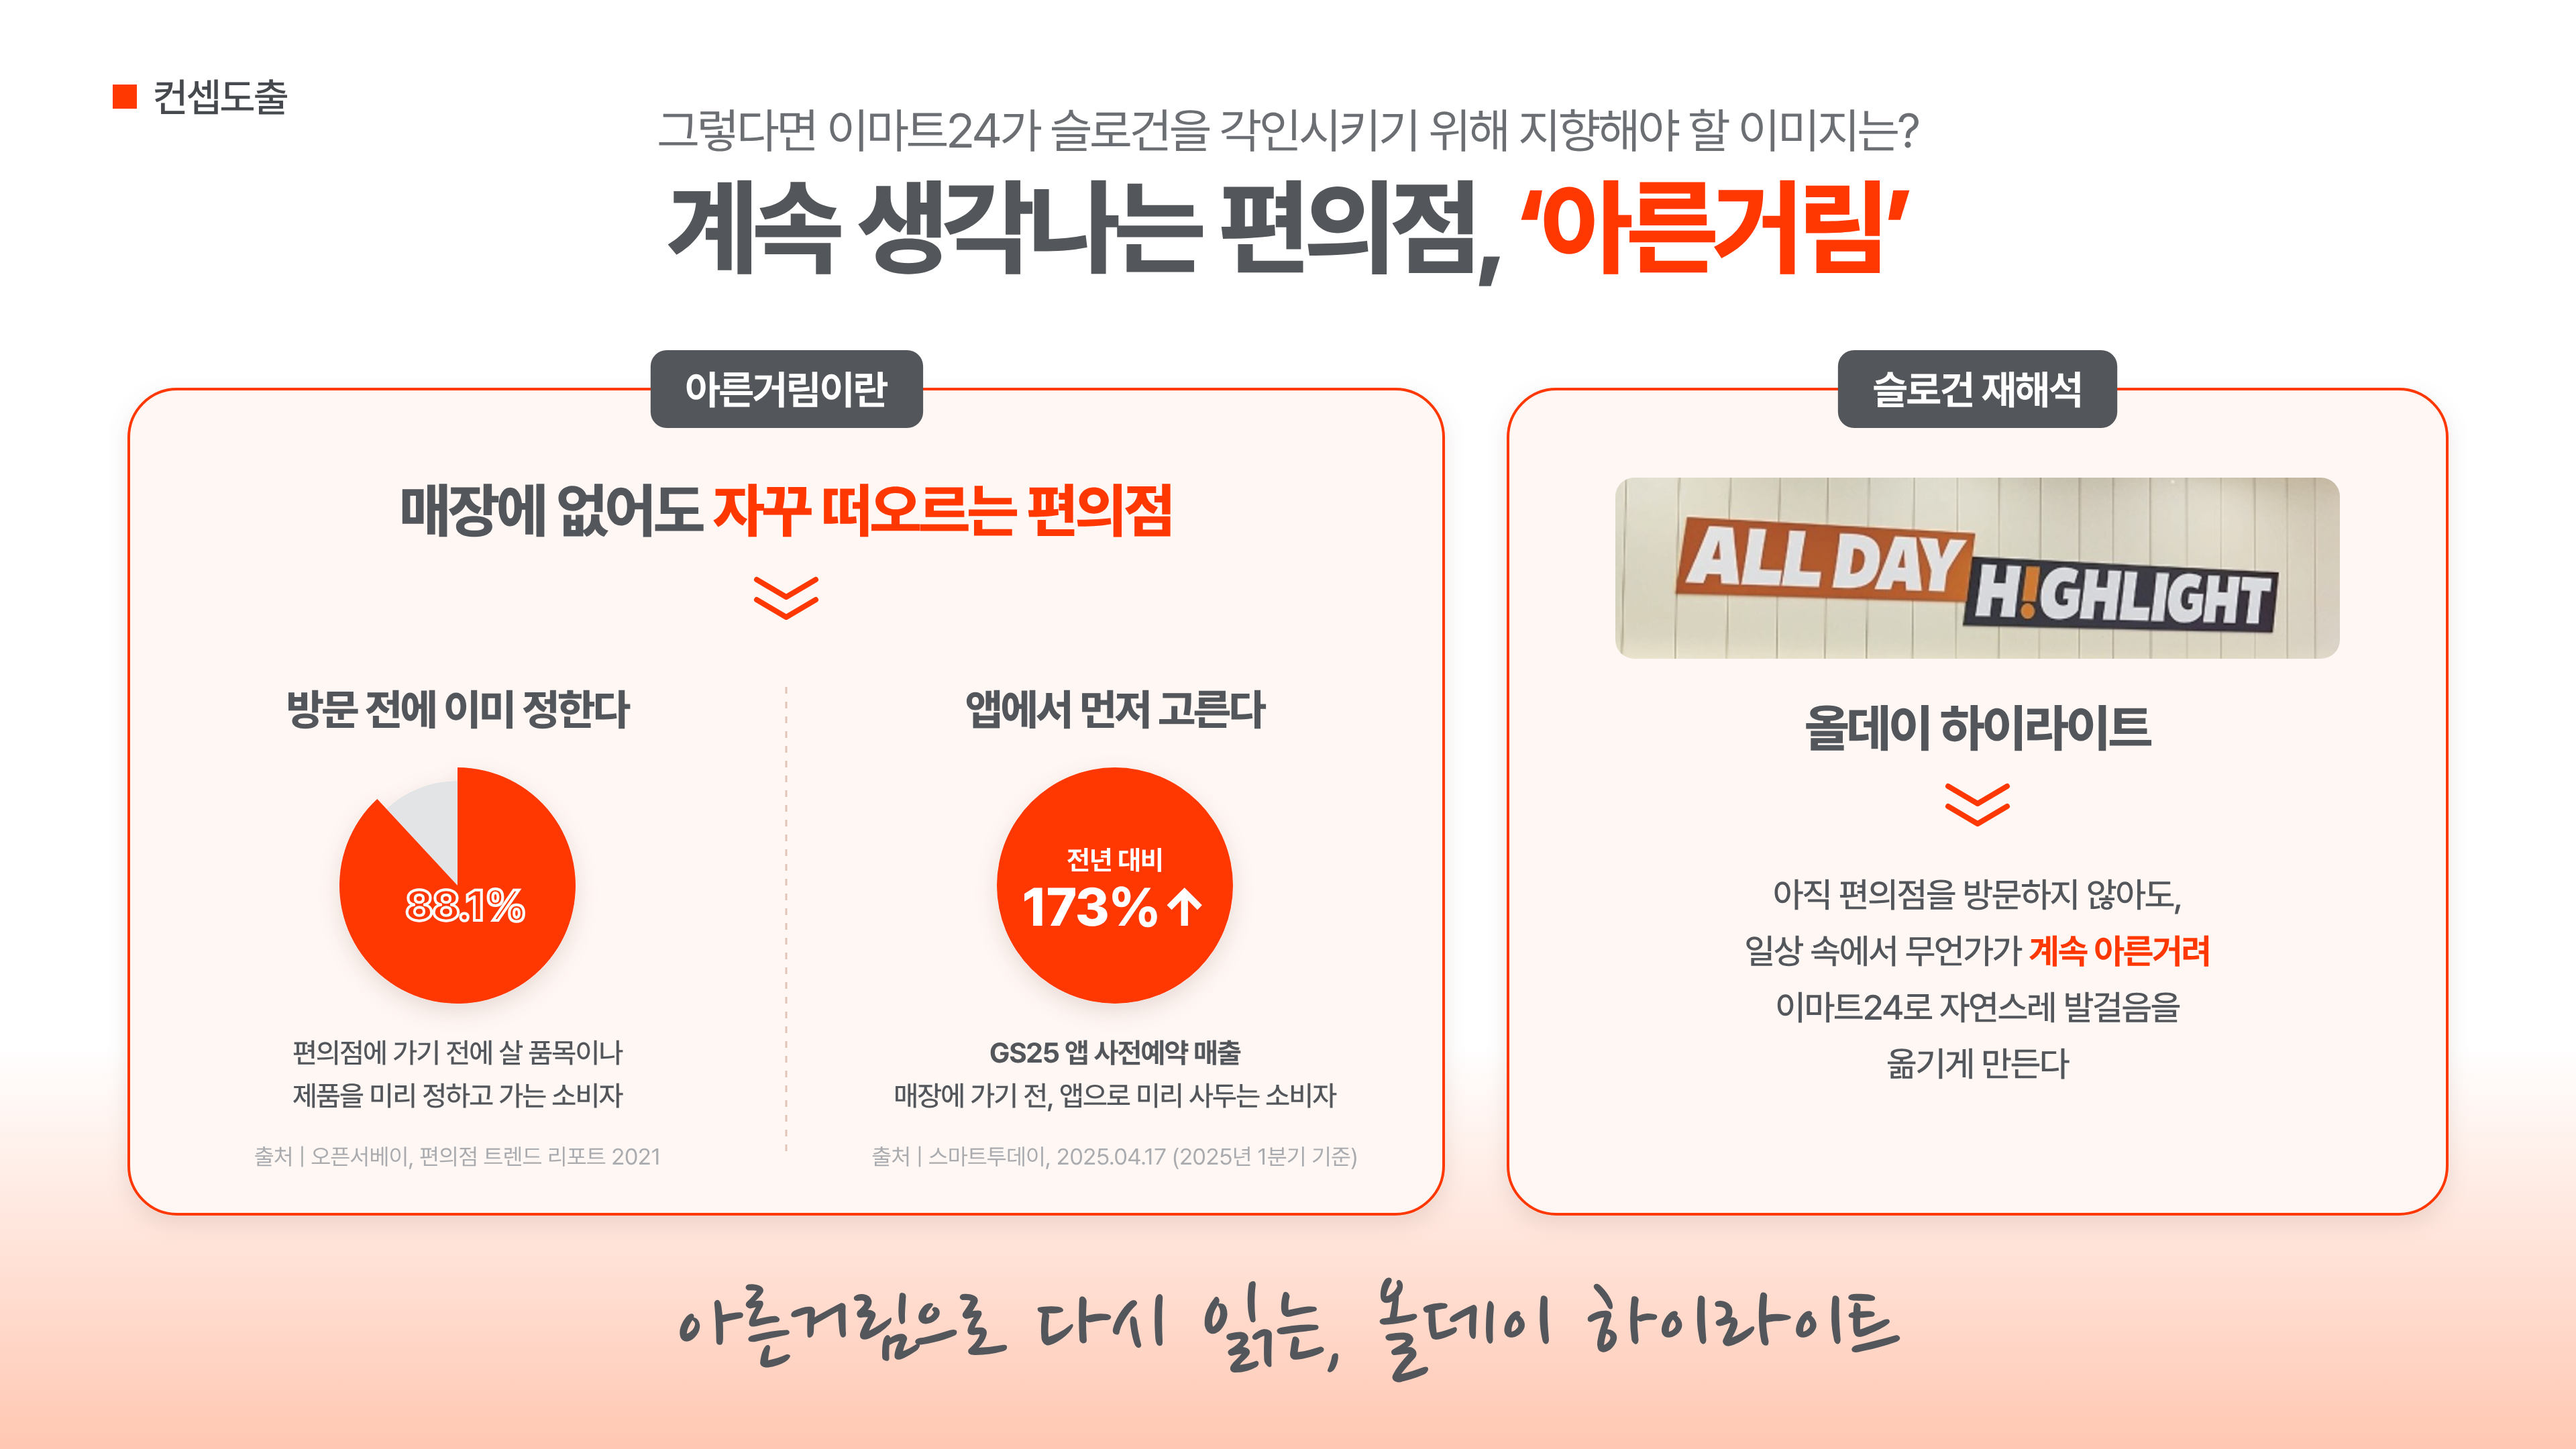 컨셉도출
그렇다면 이마트24가 슬로건을 각인시키기 위해 지향해야 할 이미지는?
계속 생각나는 편의점, ‘아른거림’
아른거림이란
매장에 없어도 자꾸 떠오르는 편의점
방문 전에 이미 정한다
88.1%
편의점에 가기 전에 살 품목이나
제품을 미리 정하고 가는 소비자
출처 | 오픈서베이, 편의점 트렌드 리포트 2021
앱에서 먼저 고른다
전년 대비
173%↑
GS25 앱 사전예약 매출
매장에 가기 전, 앱으로 미리 사두는 소비자
출처 | 스마트투데이, 2025.04.17 (2025년 1분기 기준)
슬로건 재해석
ALL DAY
H!GHLIGHT
올데이 하이라이트
아직 편의점을 방문하지 않아도,
일상 속에서 무언가가 계속 아른거려
이마트24로 자연스레 발걸음을
옮기게 만든다
아른거림으로 다시 읽는, 올데이 하이라이트